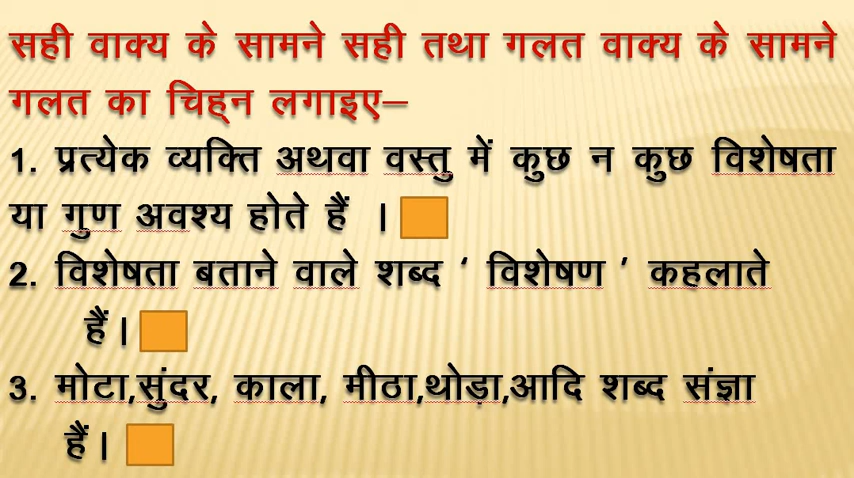 सही वाक्य के सामने सही तथा गलत वाक्य के सामने
गलत का चिह्न लगाइए–
1. प्रत्येक व्यक्ति अथवा वस्तु में कुछ न कुछ विशेषता
या गुण अवश्य होते हैं ।
2. विशेषता बताने वाले शब्द ‘ विशेषण ’ कहलाते
हैं।
3. मोटा,सुंदर, काला, मीठा,थोड़ा,आदि शब्द संज्ञा
हैं।